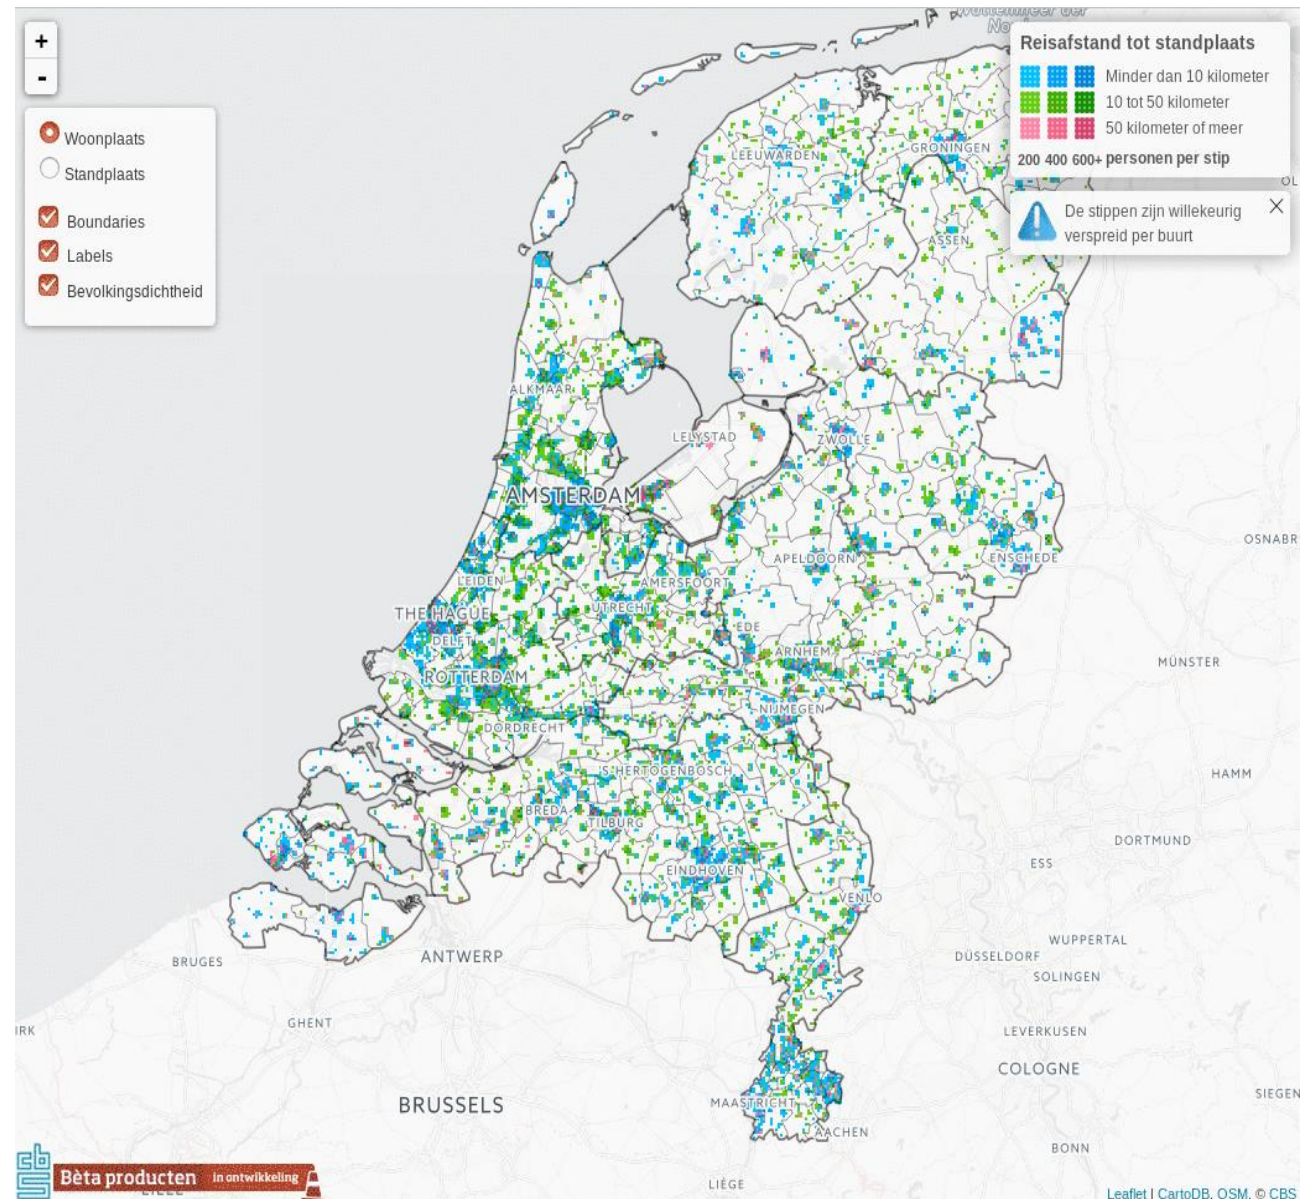 +
-
Woonplaats
Standplaats
Boundaries
Labels
Bevolkingsdichtheid
Reisafstand tot standplaats
Minder dan 10 kilometer
10 tot 50 kilometer
50 kilometer of meer
200 400 600+ personen per stip
De stippen zijn willekeurig
verspreid per buurt
LEEUWARDEN
GRONINGEN
ASSEN
ALKMAAR
LELYSTAD
ZWOLLE
AMSTERDAM
OSNABR
APELDOORN
ENSCHEDE
LEIDEN
AMERSFOORT
UTRECHT
THE HAGUE
DELFT
EDE
ARNHEM
MÜNSTER
ROTTERDAM
NIJMEGEN
DORDRECHT
'S-HERTOGENBOSCH
HAMM
BREDA
TILBURG
DORTMUND
ESS
EINDHOVEN
VENLO
WUPPERTAL
DÜSSELDORF
SOLINGEN
ANTWERP
BRUGES
GHENT
IRK
LEVERKUSEN
COLOGNE
SIEGEN
BRUSSELS
MAASTRICHT
AACHEN
BONN
LIÈGE
cbs
Bèta producten in ontwikkeling
Leaflet | CartoDB, OSM, © CBS